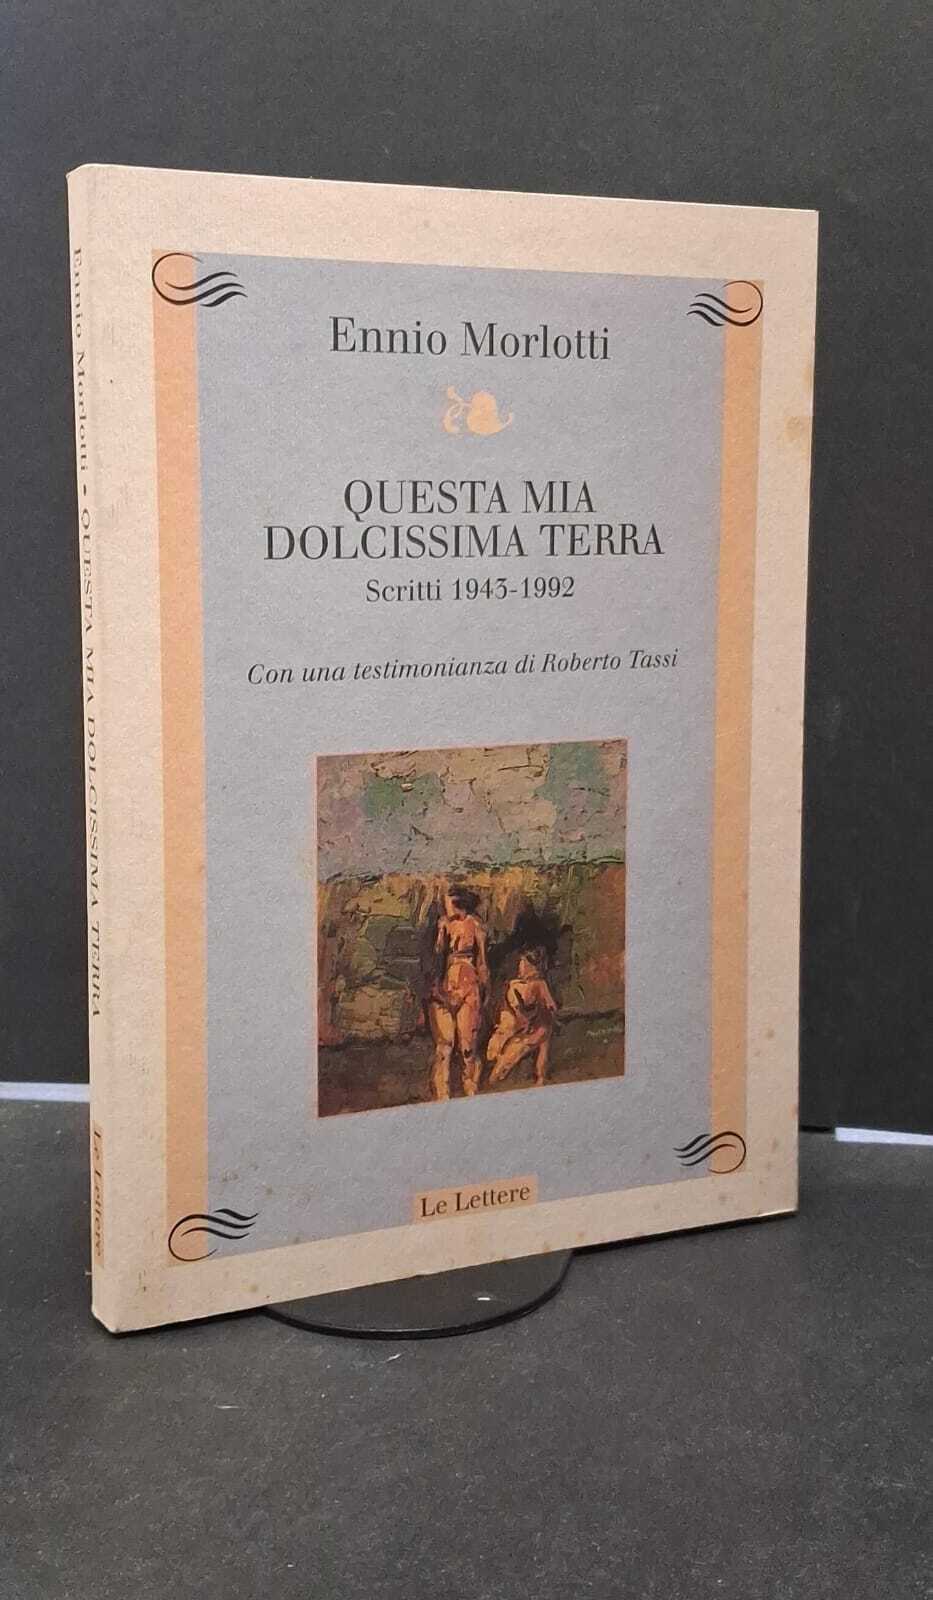 Ennio Morlotti
QUESTA MIA
DOLCISSIMA TERRA
Scritti 1943-1992
Con una testimonianza di Roberto Tassi
Le Lettere
Ennio Morlotti • QUESTA MIA DOLCISSIMA TERRA
Le Lettere